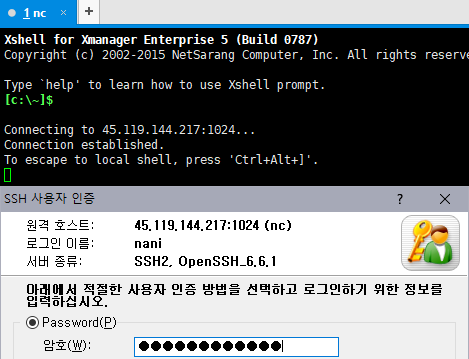 1 nc × +
Xshell for Xmanager Enterprise 5 (Build 0787)
Copyright (c) 2002-2015 NetSarang Computer, Inc. All rights reserve
Type `help' to learn how to use Xshell prompt.
[c:\~]$
Connecting to 45.119.144.217:1024...
Connection established.
To escape to local shell, press 'Ctrl+Alt+]'.
SSH 사용자 인증 ? ×
원격 호스트: 45.119.144.217:1024 (nc)
로그인 이름: nani
서버 종류: SSH2, OpenSSH_6.6.1
아래에서 적절한 사용자 인증 방법을 선택하고 로그인하기 위한 정보를
입력하십시오.
Password(P)
암호(W): ●●●●●●●●●●●●